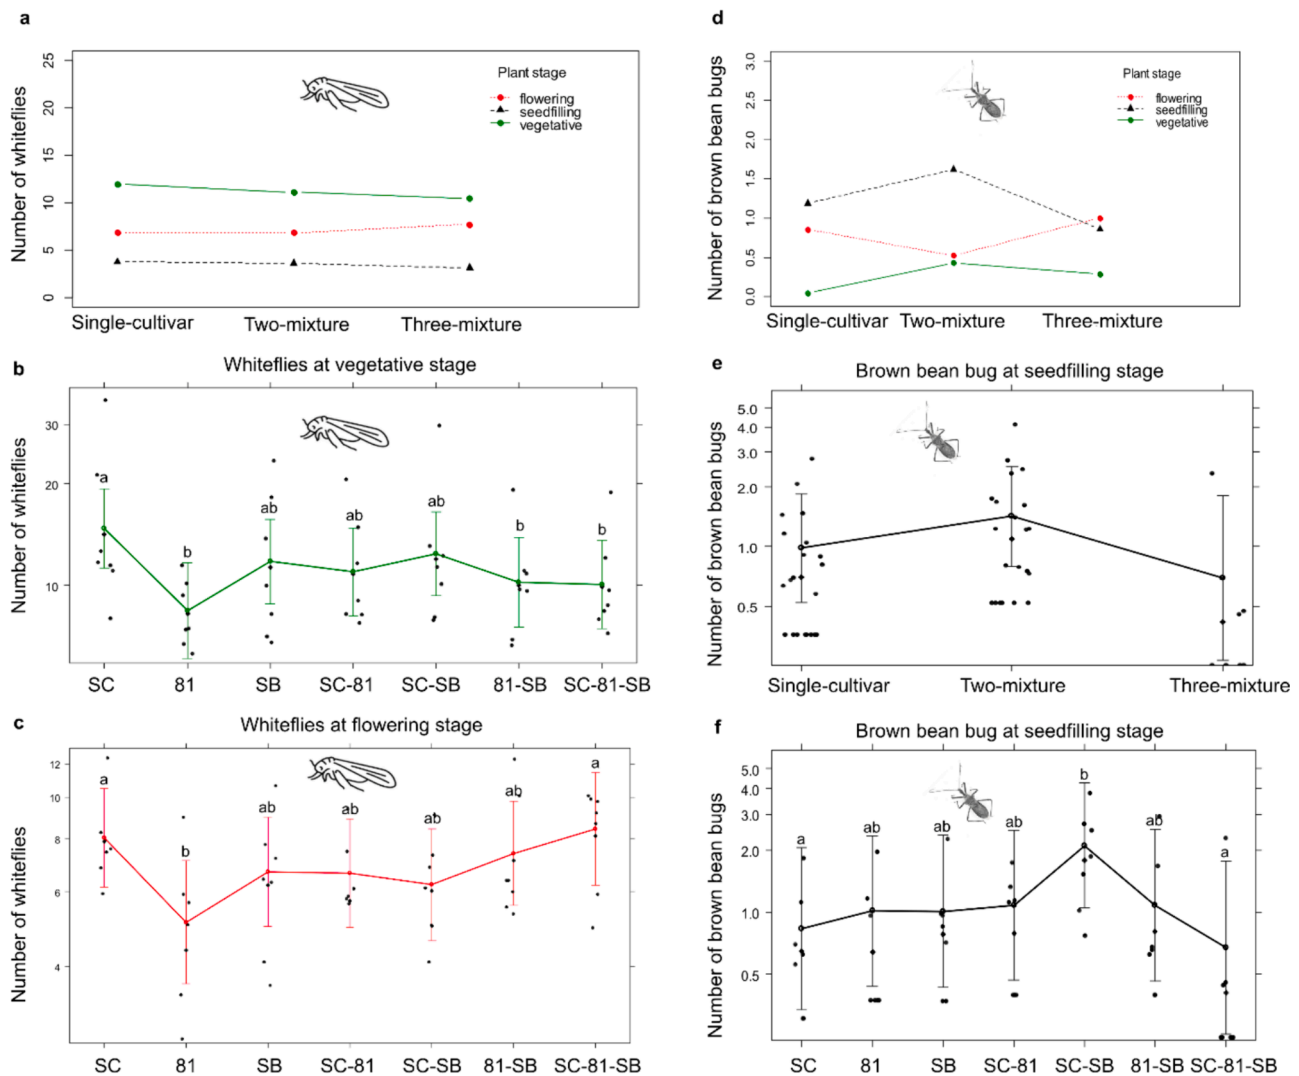 a
Number of whiteflies
25
20
15
10
5
0
Plant stage
flowering
seedfilling
vegetative
Single-cultivar Two-mixture Three-mixture
b
Whiteflies at vegetative stage
Number of whiteflies
30
20
10
a
b
ab
ab
ab
b
b
SC 81 SB SC-81 SC-SB 81-SB SC-81-SB
c
Whiteflies at flowering stage
Number of whiteflies
12
10
8
6
4
a
b
ab
ab
ab
ab
a
SC 81 SB SC-81 SC-SB 81-SB SC-81-SB
d
Number of brown bean bugs
3.0
2.5
2.0
1.5
1.0
0.5
0.0
Plant stage
flowering
seedfilling
vegetative
Single-cultivar Two-mixture Three-mixture
e
Brown bean bug at seedfilling stage
Number of brown bean bugs
5.0
4.0
3.0
2.0
1.0
0.5
Single-cultivar Two-mixture Three-mixture
f
Brown bean bug at seedfilling stage
Number of brown bean bugs
5.0
4.0
3.0
2.0
1.0
0.5
a
ab
ab
ab
b
ab
a
SC 81 SB SC-81 SC-SB 81-SB SC-81-SB